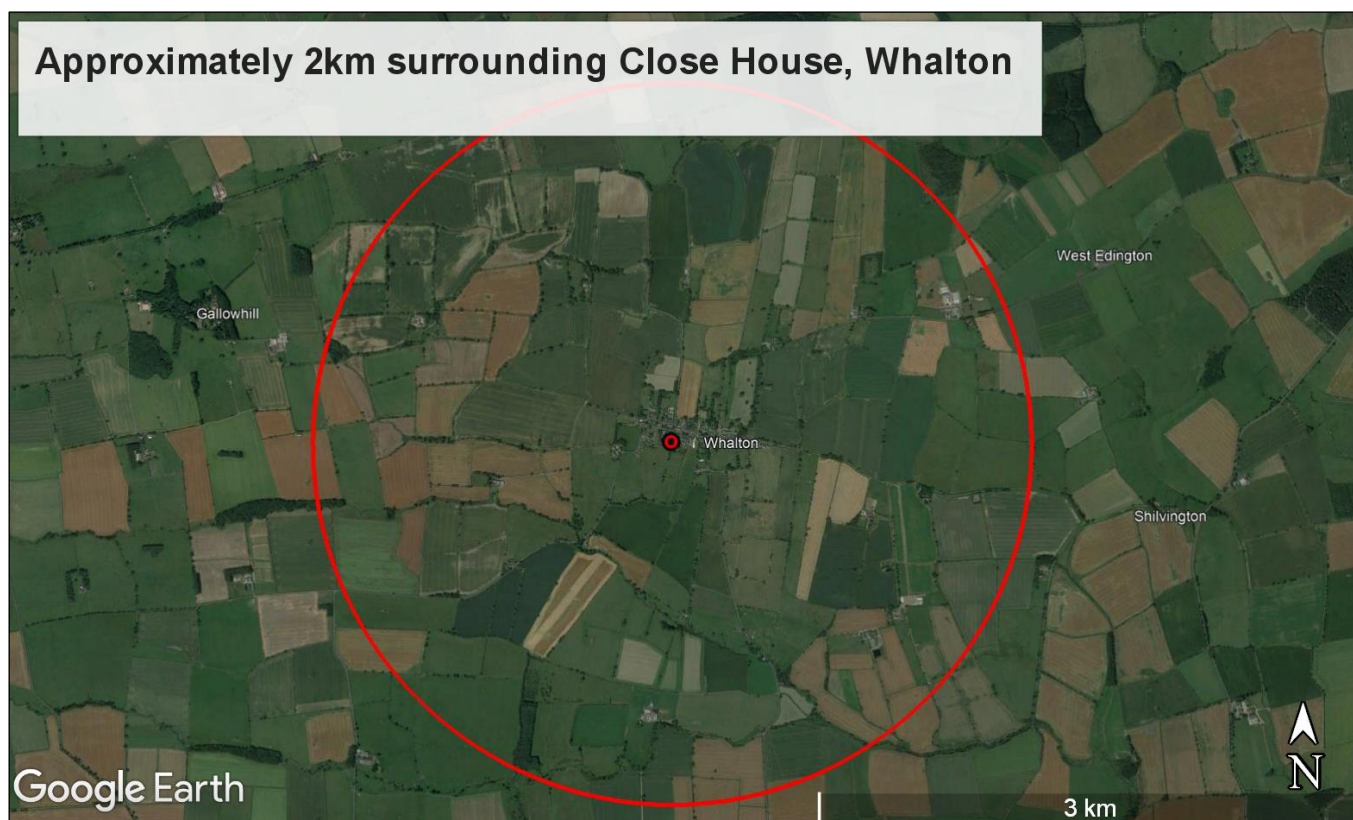 Approximately 2km surrounding Close House, Whalton
West Edington
Gallowhill
Whalton
Shilvington
Google Earth
N
3 km